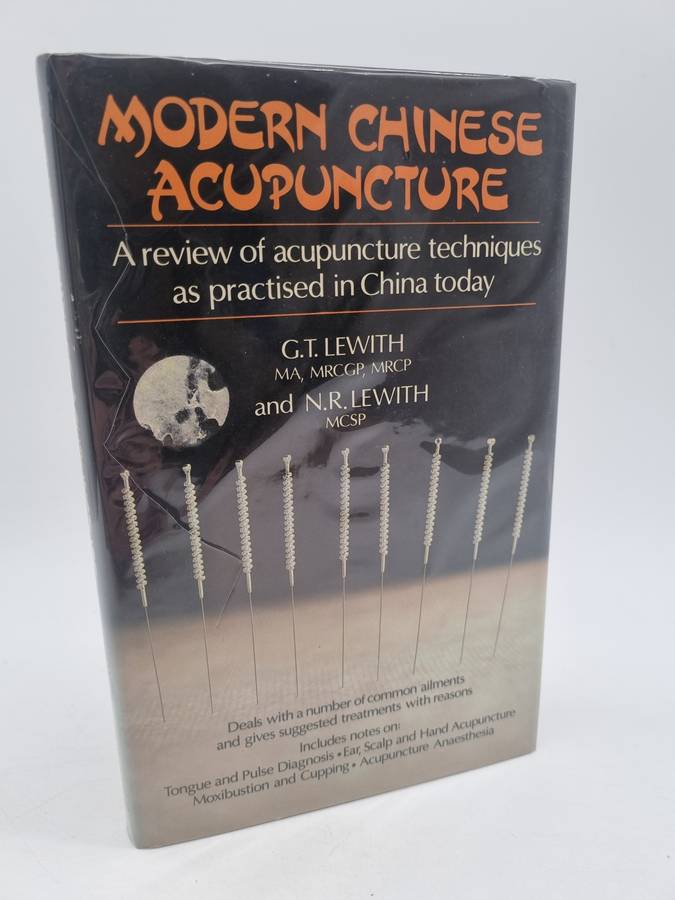 MODERN CHINESE
ACUPUNCTURE
A review of acupuncture techniques
as practised in China today
G.T. LEWITH
MA, MRCGP, MRCP
and N.R. LEWITH
MCSP
Deals with a number of common ailments
and gives suggested treatments with reasons
Includes notes on:
Tongue and Pulse Diagnosis • Ear, Scalp and Hand Acupuncture
Moxibustion and Cupping • Acupuncture Anaesthesia